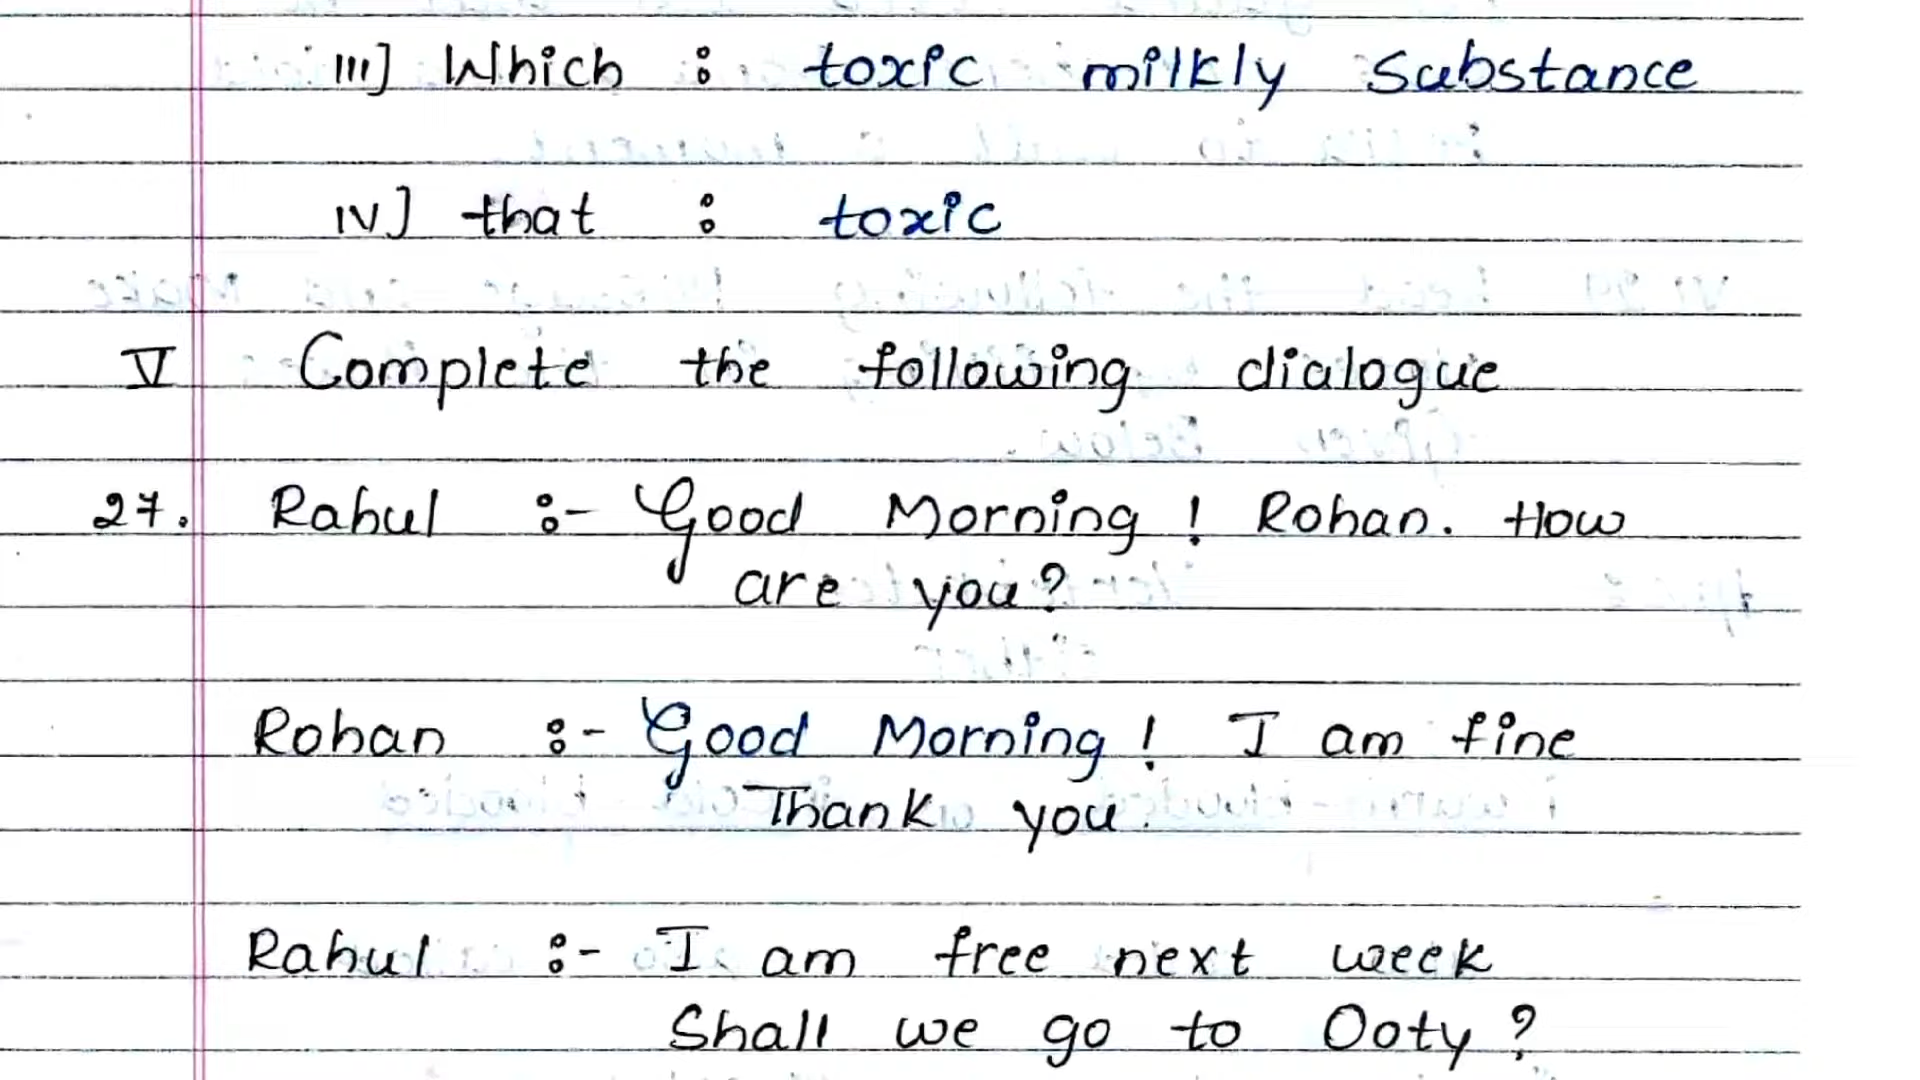 III] Which : toxic milkly Substance
IV] that : toxic
V Complete the following dialogue
27. Rahul :- Good Morning ! Rohan. How
are you?
Rohan :- Good Morning ! I am fine
Thank you.
Rahul :- I am free next week
Shall we go to Ooty ?